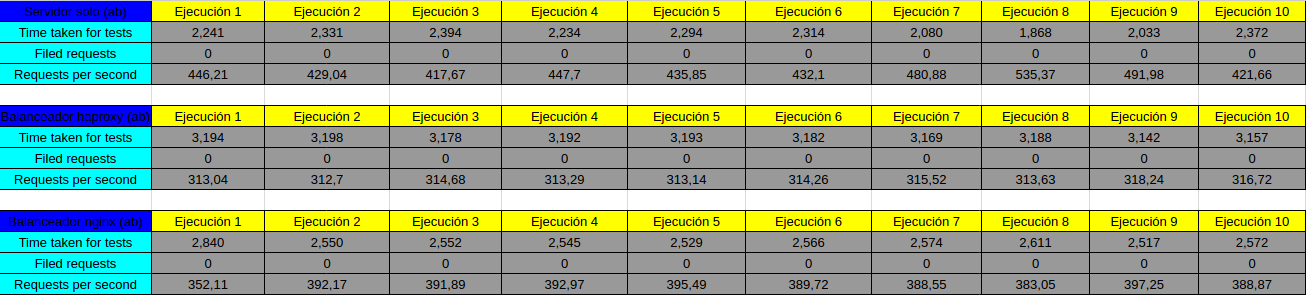 Servidor solo (ab) Ejecución 1 Ejecución 2 Ejecución 3 Ejecución 4 Ejecución 5 Ejecución 6 Ejecución 7 Ejecución 8 Ejecución 9 Ejecución 10
Time taken for tests 2,241 2,331 2,394 2,234 2,294 2,314 2,080 1,868 2,033 2,372
Filed requests 0 0 0 0 0 0 0 0 0 0
Requests per second 446,21 429,04 417,67 447,7 435,85 432,1 480,88 535,37 491,98 421,66
Balanceador haproxy (ab) Ejecución 1 Ejecución 2 Ejecución 3 Ejecución 4 Ejecución 5 Ejecución 6 Ejecución 7 Ejecución 8 Ejecución 9 Ejecución 10
Time taken for tests 3,194 3,198 3,178 3,192 3,193 3,182 3,169 3,188 3,142 3,157
Filed requests 0 0 0 0 0 0 0 0 0 0
Requests per second 313,04 312,7 314,68 313,29 313,14 314,26 315,52 313,63 318,24 316,72
Balanceador nginx (ab) Ejecución 1 Ejecución 2 Ejecución 3 Ejecución 4 Ejecución 5 Ejecución 6 Ejecución 7 Ejecución 8 Ejecución 9 Ejecución 10
Time taken for tests 2,840 2,550 2,552 2,545 2,529 2,566 2,574 2,611 2,517 2,572
Filed requests 0 0 0 0 0 0 0 0 0 0
Requests per second 352,11 392,17 391,89 392,97 395,49 389,72 388,55 383,05 397,25 388,87